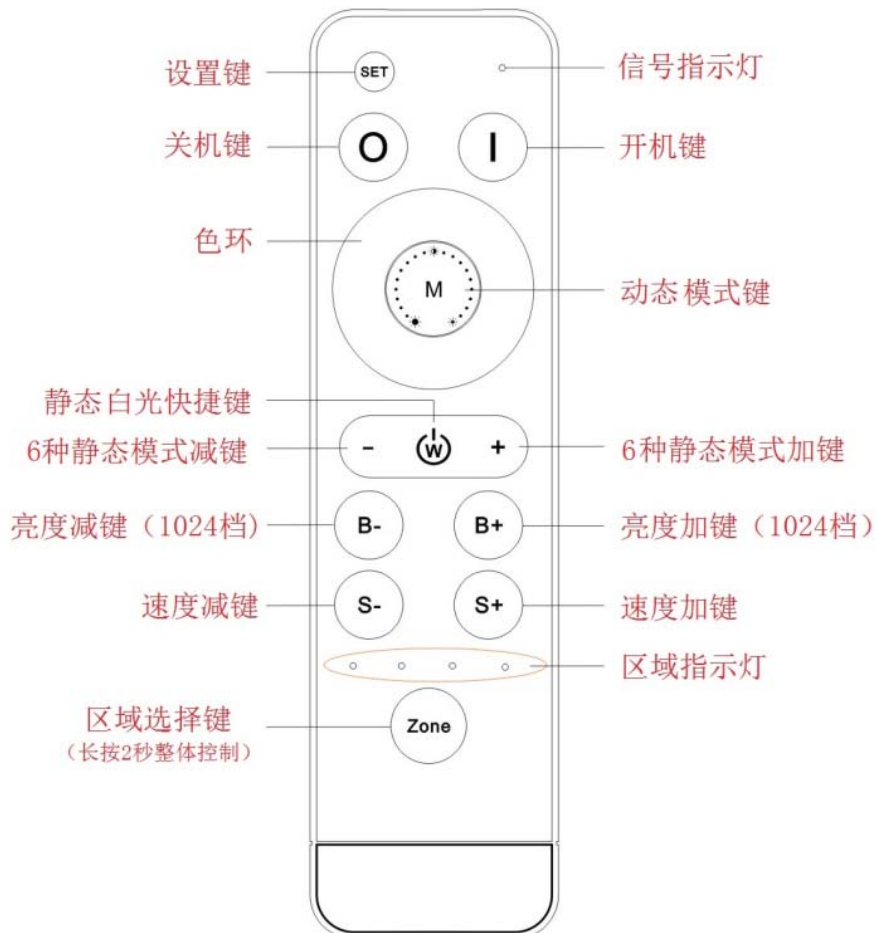 设置键
SET
信号指示灯
关机键
O
I
开机键
色环
M
动态模式键
静态白光快捷键
6种静态模式减键
-
W
+
6种静态模式加键
亮度减键（1024档）
B-
B+
亮度加键（1024档）
速度减键
S-
S+
速度加键
区域指示灯
区域选择键
（长按2秒整体控制）
Zone